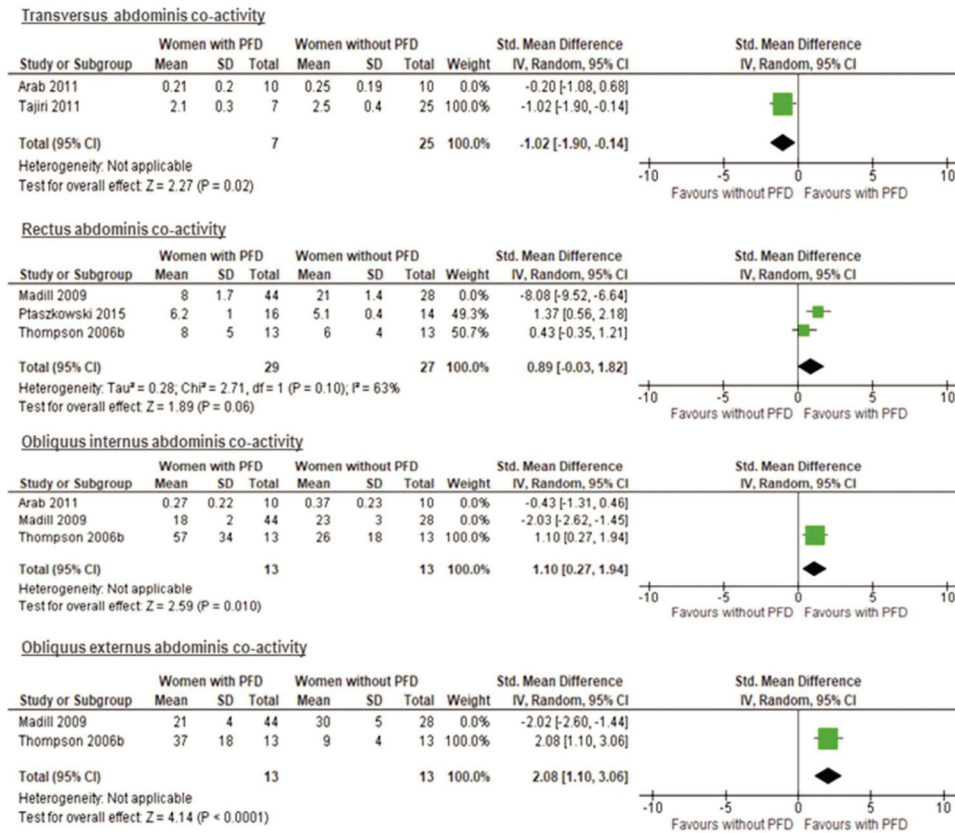 Transversus abdominis co-activity
Women with PFD Women without PFD Std. Mean Difference Std. Mean Difference
Study or Subgroup Mean SD Total Mean SD Total Weight IV, Random, 95% CI IV, Random, 95% CI
Arab 2011 0.21 0.2 10 0.25 0.19 10 0.0% -0.20 [-1.08, 0.68]
Tajiri 2011 2.1 0.3 7 2.5 0.4 25 100.0% -1.02 [-1.90, -0.14]
Total (95% CI) 7 25 100.0% -1.02 [-1.90, -0.14]
Heterogeneity: Not applicable
Test for overall effect: Z = 2.27 (P = 0.02)
-10 -5 0 5 10
Favours without PFD Favours with PFD
Rectus abdominis co-activity
Women with PFD Women without PFD Std. Mean Difference Std. Mean Difference
Study or Subgroup Mean SD Total Mean SD Total Weight IV, Random, 95% CI IV, Random, 95% CI
Madill 2009 8 1.7 44 21 1.4 28 0.0% -8.08 [-9.52, -6.64]
Ptaszkowski 2015 6.2 1 16 5.1 0.4 14 49.3% 1.37 [0.56, 2.18]
Thompson 2006b 8 5 13 6 4 13 50.7% 0.43 [-0.35, 1.21]
Total (95% CI) 29 27 100.0% 0.89 [-0.03, 1.82]
Heterogeneity: Tau² = 0.28; Chi² = 2.71, df = 1 (P = 0.10); I² = 63%
Test for overall effect: Z = 1.89 (P = 0.06)
-10 -5 0 5 10
Favours without PFD Favours with PFD
Obliquus internus abdominis co-activity
Women with PFD Women without PFD Std. Mean Difference Std. Mean Difference
Study or Subgroup Mean SD Total Mean SD Total Weight IV, Random, 95% CI IV, Random, 95% CI
Arab 2011 0.27 0.22 10 0.37 0.23 10 0.0% -0.43 [-1.31, 0.46]
Madill 2009 18 2 44 23 3 28 0.0% -2.03 [-2.62, -1.45]
Thompson 2006b 57 34 13 26 18 13 100.0% 1.10 [0.27, 1.94]
Total (95% CI) 13 13 100.0% 1.10 [0.27, 1.94]
Heterogeneity: Not applicable
Test for overall effect: Z = 2.59 (P = 0.010)
-10 -5 0 5 10
Favours without PFD Favours with PFD
Obliquus externus abdominis co-activity
Women with PFD Women without PFD Std. Mean Difference Std. Mean Difference
Study or Subgroup Mean SD Total Mean SD Total Weight IV, Random, 95% CI IV, Random, 95% CI
Madill 2009 21 4 44 30 5 28 0.0% -2.02 [-2.60, -1.44]
Thompson 2006b 37 18 13 9 4 13 100.0% 2.08 [1.10, 3.06]
Total (95% CI) 13 13 100.0% 2.08 [1.10, 3.06]
Heterogeneity: Not applicable
Test for overall effect: Z = 4.14 (P < 0.0001)
-10 -5 0 5 10
Favours without PFD Favours with PFD